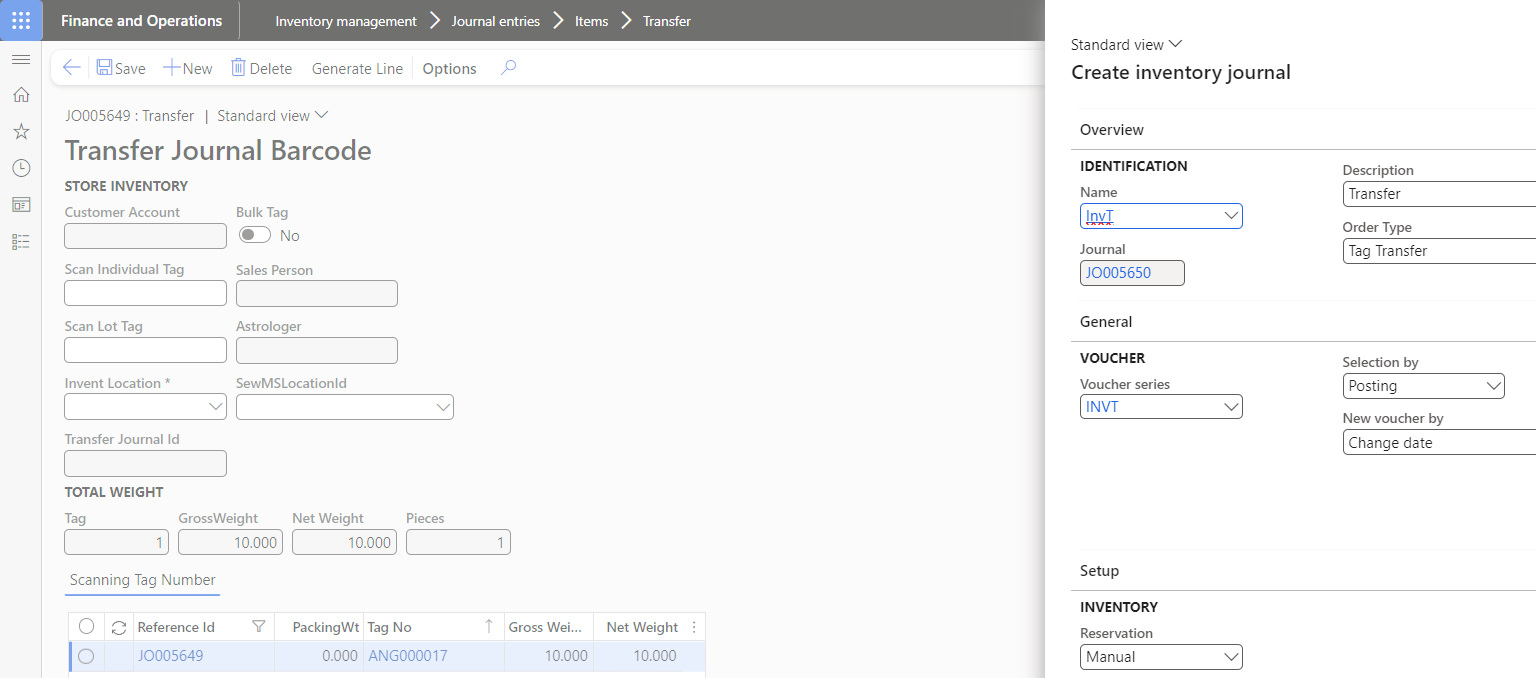 Finance and Operations
Inventory management
Journal entries
Items
Transfer
Save
New
Delete
Generate Line
Options
JO005649 : Transfer | Standard view
Transfer Journal Barcode
STORE INVENTORY
Customer Account
Bulk Tag
No
Scan Individual Tag
Sales Person
Scan Lot Tag
Astrologer
Invent Location *
SewMSLocationId
Transfer Journal Id
TOTAL WEIGHT
Tag GrossWeight Net Weight Pieces
1 10.000 10.000 1
Scanning Tag Number
Reference Id PackingWt Tag No Gross Wei... Net Weight
JO005649 0.000 ANG000017 10.000 10.000
Standard view
Create inventory journal
Overview
IDENTIFICATION
Name
InvT
Journal
JO005650
Description
Transfer
Order Type
Tag Transfer
General
VOUCHER
Voucher series
INVT
Selection by
Posting
New voucher by
Change date
Setup
INVENTORY
Reservation
Manual